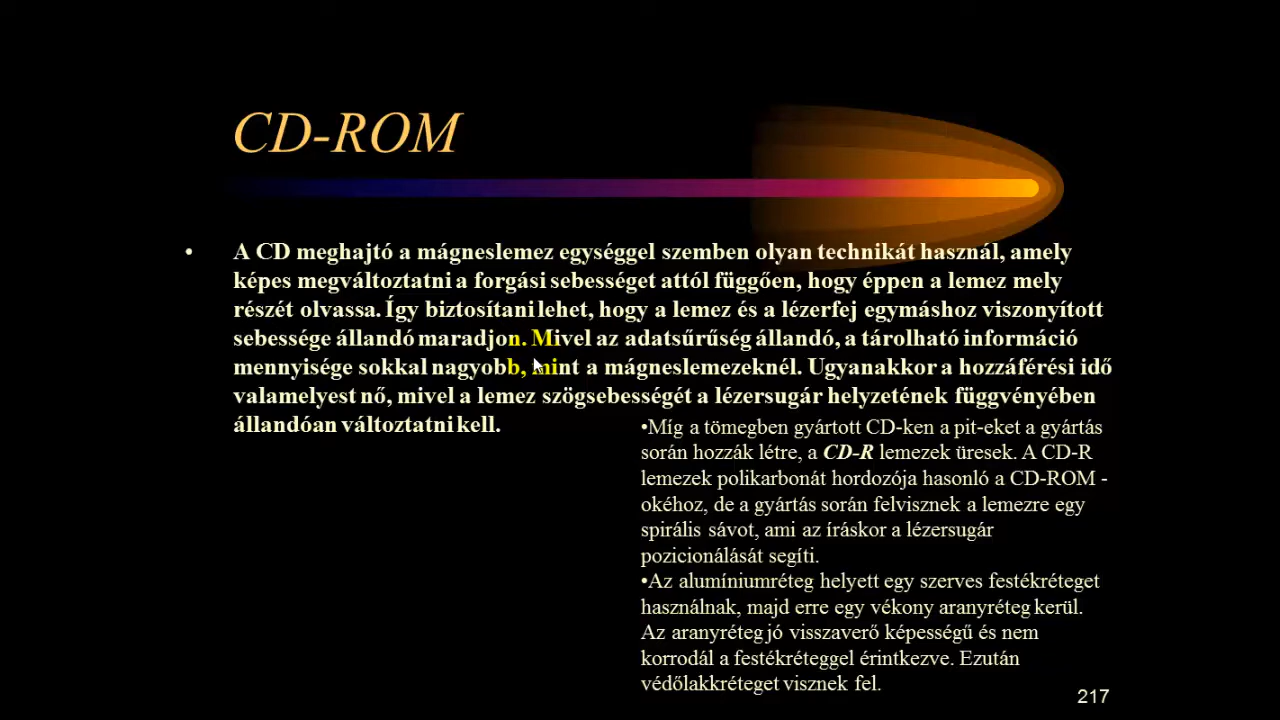 CD-ROM
• A CD meghajtó a mágneslemez egységgel szemben olyan technikát használ, amely
képes megváltoztatni a forgási sebességet attól függően, hogy éppen a lemez mely
részét olvassa. Így biztosítani lehet, hogy a lemez és a lézerfej egymáshoz viszonyított
sebessége állandó maradjon. Mivel az adatsűrűség állandó, a tárolható információ
mennyisége sokkal nagyobb, mint a mágneslemezeknél. Ugyanakkor a hozzáférési idő
valamelyest nő, mivel a lemez szögsebességét a lézersugár helyzetének függvényében
állandóan változtatni kell.
•Míg a tömegben gyártott CD-ken a pit-eket a gyártás
során hozzák létre, a CD-R lemezek üresek. A CD-R
lemezek polikarbonát hordozója hasonló a CD-ROM -
okéhoz, de a gyártás során felvisznek a lemezre egy
spirális sávot, ami az íráskor a lézersugár
pozicionálását segíti.
•Az alumíniumréteg helyett egy szerves festékréteget
használnak, majd erre egy vékony aranyréteg kerül.
Az aranyréteg jó visszaverő képességű és nem
korrodál a festékréteggel érintkezve. Ezután
védőlakkréteget visznek fel.
217